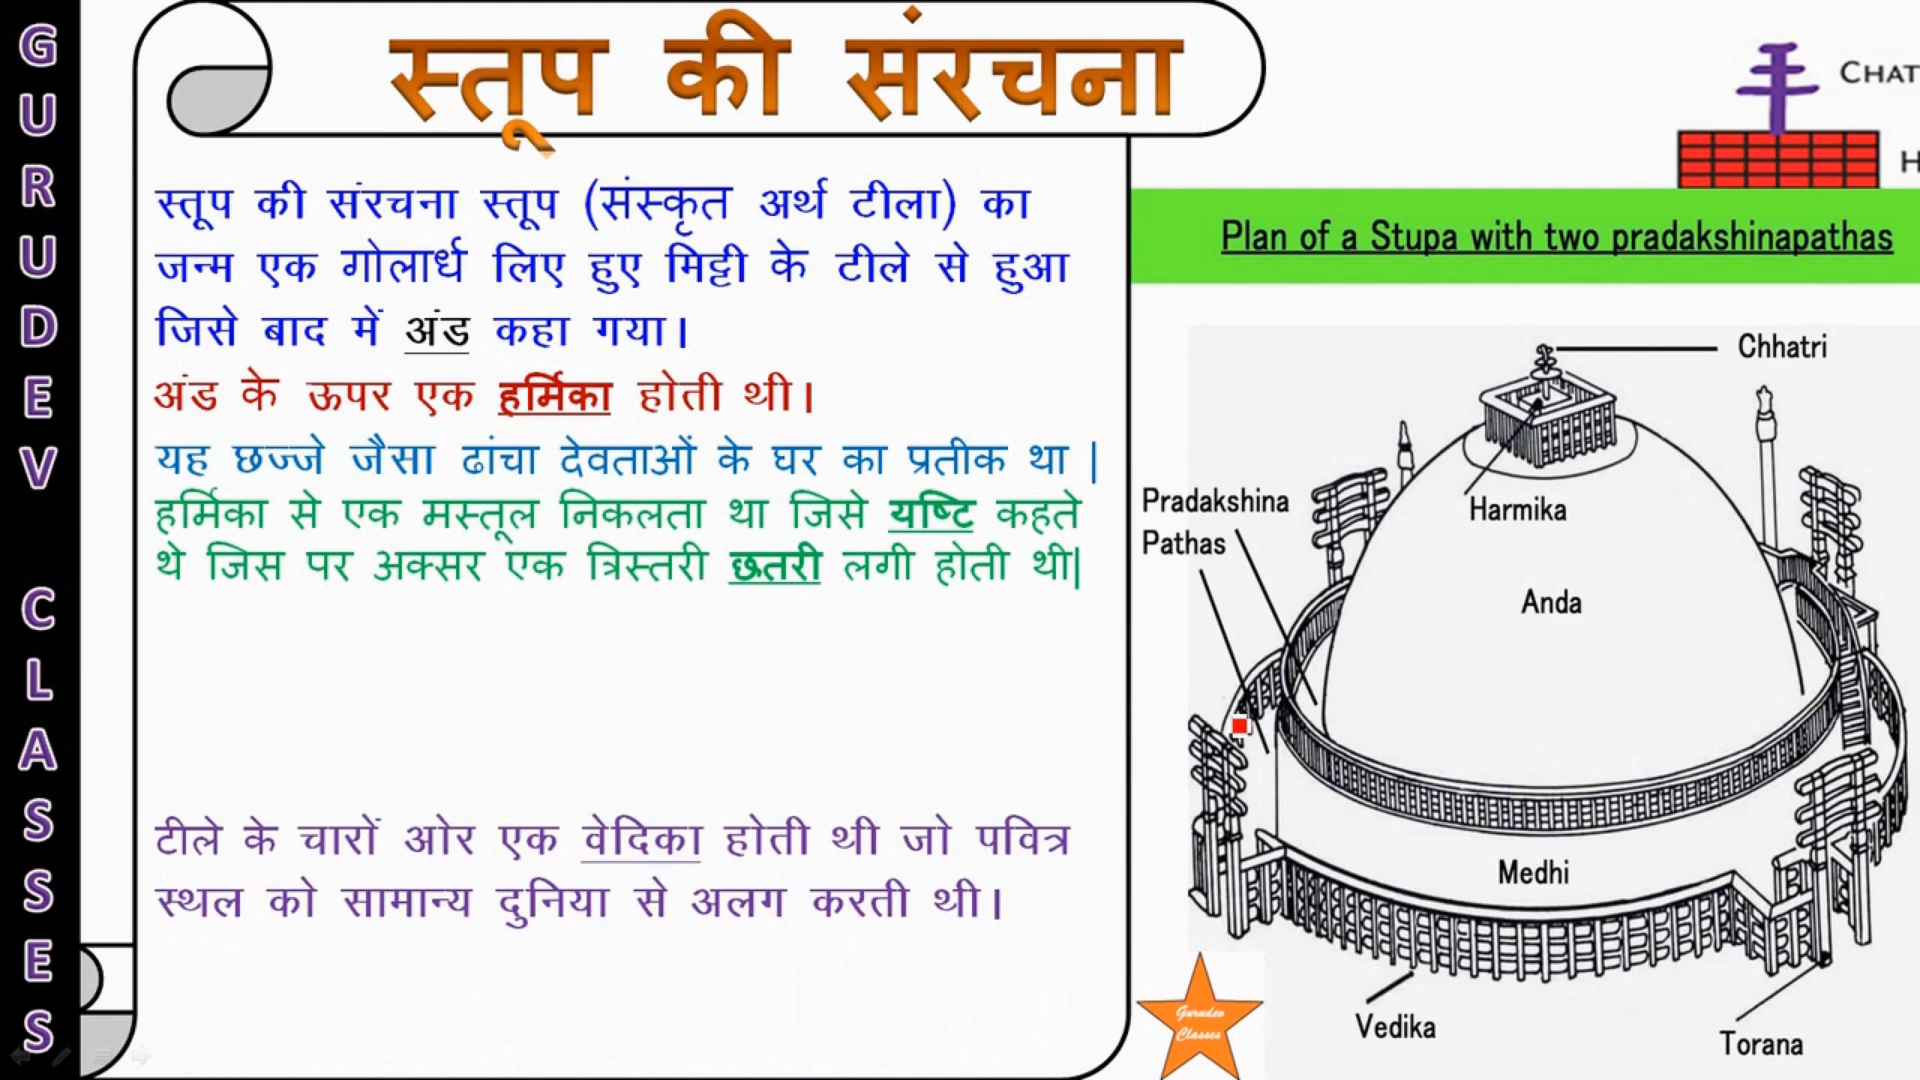 GURUDEV CLASSES
स्तूप की संरचना
स्तूप की संरचना स्तूप (संस्कृत अर्थ टीला) का
जन्म एक गोलार्ध लिए हुए मिट्टी के टीले से हुआ
जिसे बाद में अंड कहा गया।
अंड के ऊपर एक हर्मिका होती थी।
यह छज्जे जैसा ढांचा देवताओं के घर का प्रतीक था |
हर्मिका से एक मस्तूल निकलता था जिसे यष्टि कहते
थे जिस पर अक्सर एक त्रिस्तरी छतरी लगी होती थी|
टीले के चारों ओर एक वेदिका होती थी जो पवित्र
स्थल को सामान्य दुनिया से अलग करती थी।
CHAT
H
Plan of a Stupa with two pradakshinapathas
Chhatri
Harmika
Pradakshina
Pathas
Anda
Medhi
Vedika
Torana
Gurudev
Classes